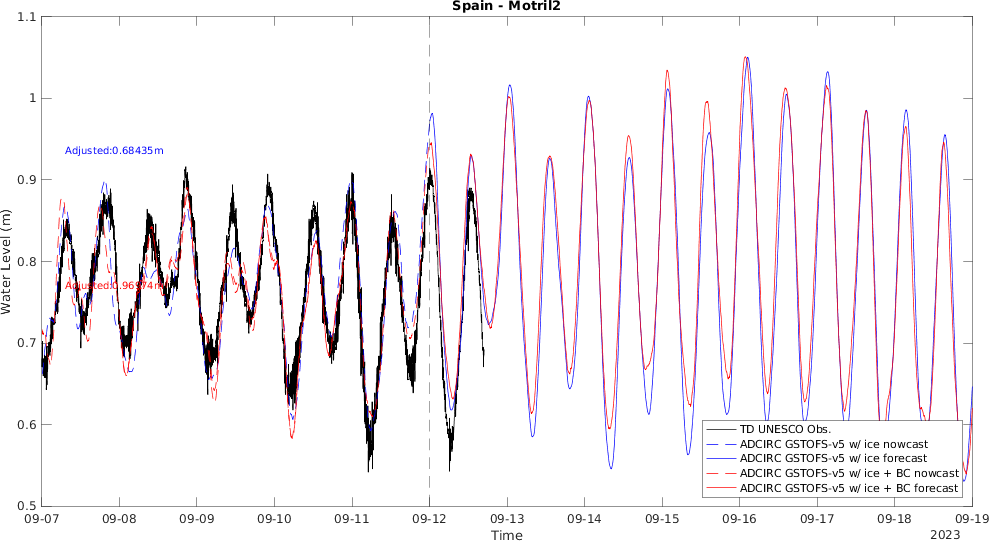 Spain - Motril2
1.1
1
0.9
0.8
0.7
0.6
0.5
Water Level (m)
Adjusted:0.68435m
Adjusted:0.96974m
TD UNESCO Obs.
ADCIRC GSTOFS-v5 w/ ice nowcast
ADCIRC GSTOFS-v5 w/ ice forecast
ADCIRC GSTOFS-v5 w/ ice + BC nowcast
ADCIRC GSTOFS-v5 w/ ice + BC forecast
09-07 09-08 09-09 09-10 09-11 09-12 09-13 09-14 09-15 09-16 09-17 09-18 09-19
Time
2023